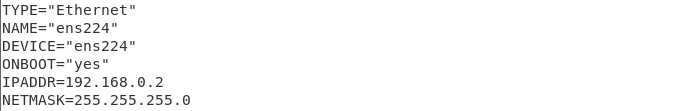 TYPE="Ethernet"
NAME="ens224"
DEVICE="ens224"
ONBOOT="yes"
IPADDR=192.168.0.2
NETMASK=255.255.255.0